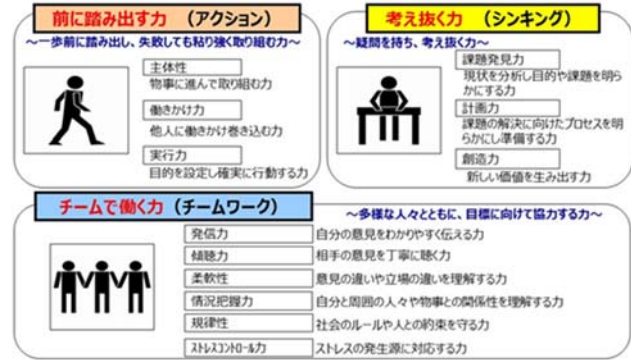 前に踏み出す力 （アクション）
～一歩前に踏み出し、失敗しても粘り強く取り組む力～
主体性
物事に進んで取り組む力
働きかけ力
他人に働きかけ巻き込む力
実行力
目的を設定し確実に行動する力
考え抜く力 （シンキング）
～疑問を持ち、考え抜く力～
課題発見力
現状を分析し目的や課題を明ら
かにする力
計画力
課題の解決に向けたプロセスを明
らかにし準備する力
創造力
新しい価値を生み出す力
チームで働く力 （チームワーク）
～多様な人々とともに、目標に向けて協力する力～
発信力 自分の意見をわかりやすく伝える力
傾聴力 相手の意見を丁寧に聴く力
柔軟性 意見の違いや立場の違いを理解する力
情況把握力 自分と周囲の人々や物事との関係性を理解する力
規律性 社会のルールや人との約束を守る力
ストレスコントロール力 ストレスの発生源に対応する力